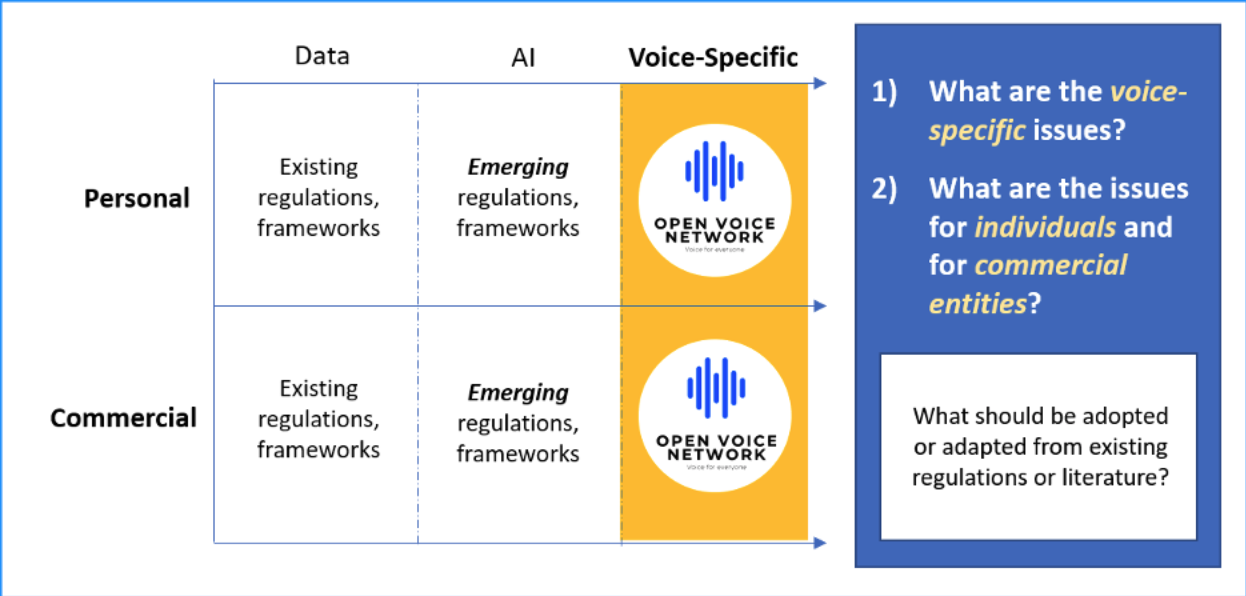 Data
AI
Voice-Specific
Personal
Existing
regulations,
frameworks
Emerging
regulations,
frameworks
OPEN VOICE
NETWORK
Voice for everyone
Commercial
Existing
regulations,
frameworks
Emerging
regulations,
frameworks
OPEN VOICE
NETWORK
Voice for everyone
1) What are the voice-
specific issues?
2) What are the issues
for individuals and
for commercial
entities?
What should be adopted
or adapted from existing
regulations or literature?